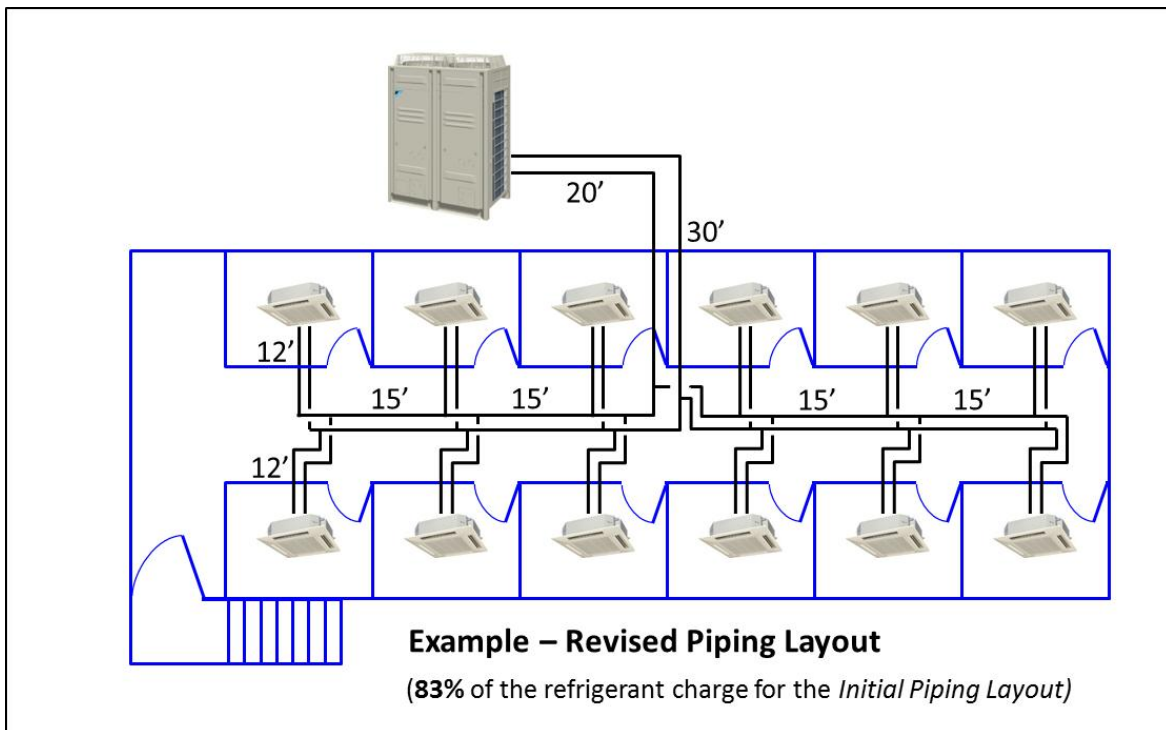 20’
30’
12’
15’ 15’ 15’ 15’
12’
Example – Revised Piping Layout
(83% of the refrigerant charge for the Initial Piping Layout)